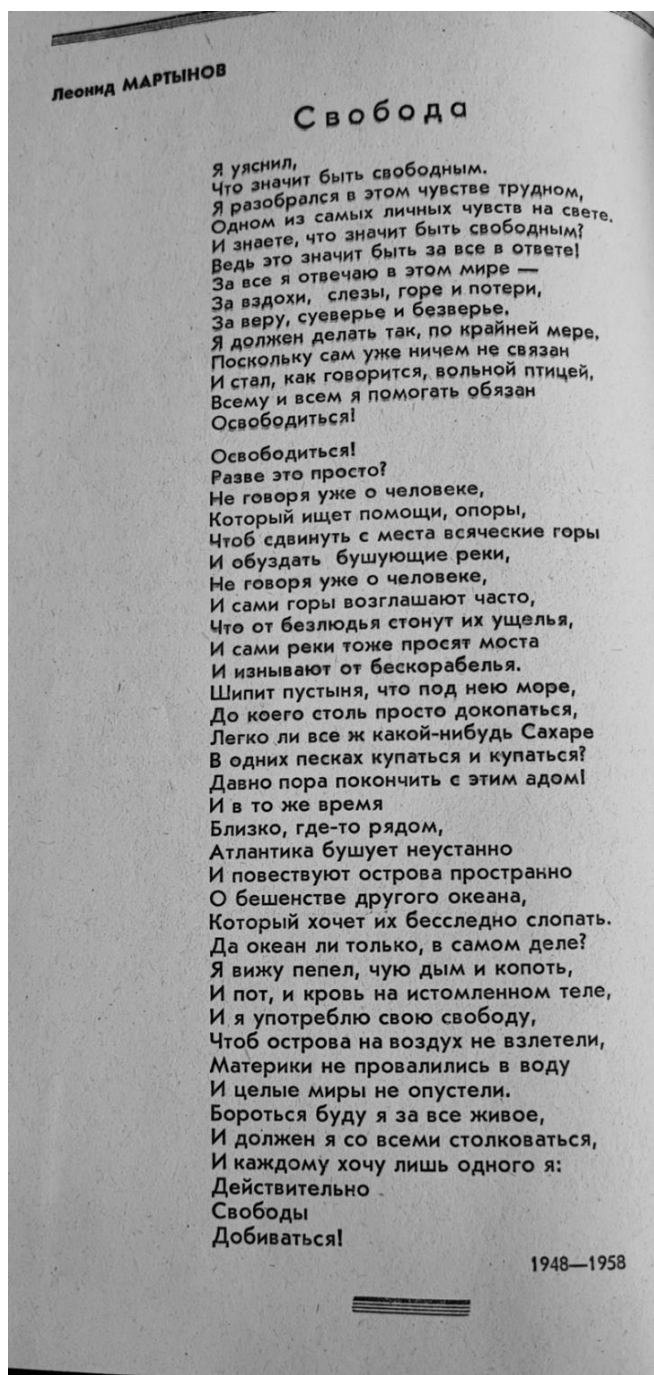 Леонид МАРТЫНОВ
Свобода
Я уяснил,
Что значит быть свободным.
Я разобрался в этом чувстве трудном,
Одном из самых личных чувств на свете.
И знаете, что значит быть свободным?
Ведь это значит быть за все в ответе!
За все я отвечаю в этом мире —
За вздохи, слезы, горе и потери,
За веру, суеверье и безверье.
Я должен делать так, по крайней мере,
Поскольку сам уже ничем не связан
И стал, как говорится, вольной птицей,
Всему и всем я помогать обязан
Освободиться!
Освободиться!
Разве это просто?
Не говоря уже о человеке,
Который ищет помощи, опоры,
Чтоб сдвинуть с места всяческие горы
И обуздать бушующие реки,
Не говоря уже о человеке,
И сами горы возглашают часто,
Что от безлюдья стонут их ущелья,
И сами реки тоже просят моста
И изнывают от бескорабелья.
Шипит пустыня, что под нею море,
До коего столь просто докопаться,
Легко ли все ж какой-нибудь Сахаре
В одних песках купаться и купаться?
Давно пора покончить с этим адом!
И в то же время
Близко, где-то рядом,
Атлантика бушует неустанно
И повествуют острова пространно
О бешенстве другого океана,
Который хочет их бесследно слопать.
Да океан ли только, в самом деле?
Я вижу пепел, чую дым и копоть,
И пот, и кровь на истомленном теле,
И я употреблю свою свободу,
Чтоб острова на воздух не взлетели,
Материки не провалились в воду
И целые миры не опустели.
Бороться буду я за все живое,
И должен я со всеми столковаться,
И каждому хочу лишь одного я:
Действительно
Свободы
Добиваться!
1948—1958